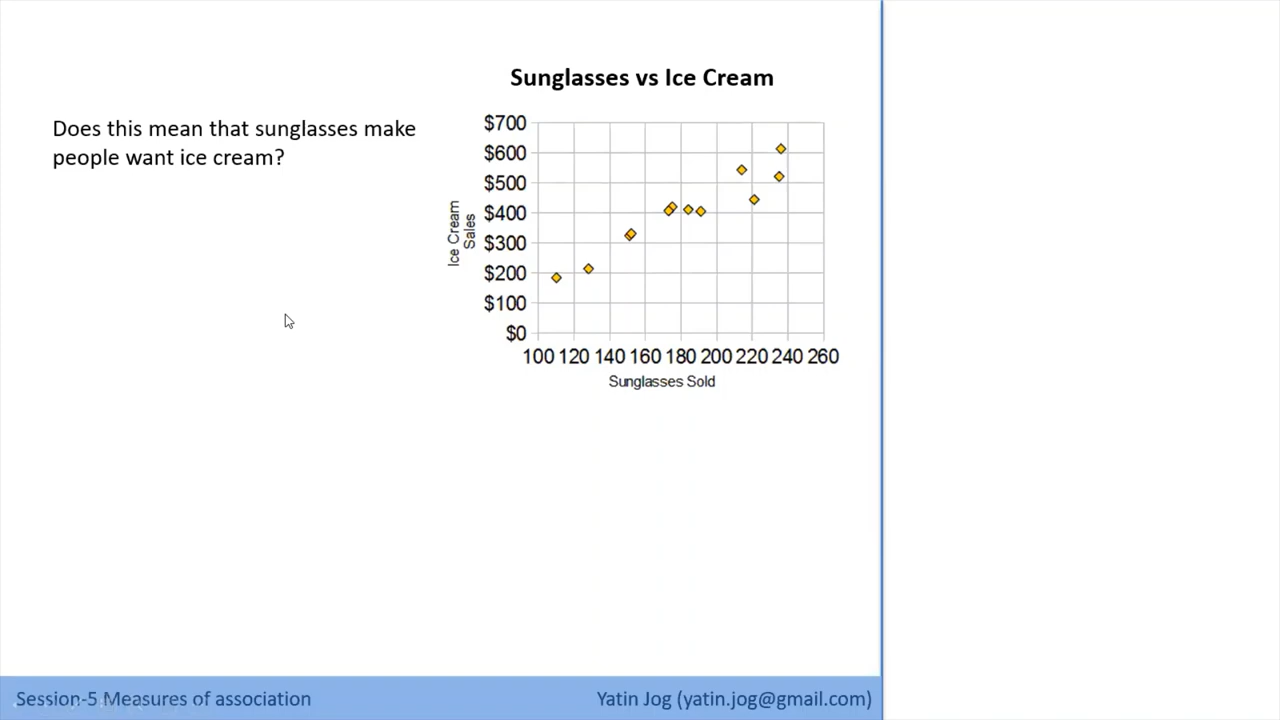 Sunglasses vs Ice Cream
Does this mean that sunglasses make
people want ice cream?
$700
$600
$500
$400
$300
$200
$100
$0
Ice Cream
Sales
100 120 140 160 180 200 220 240 260
Sunglasses Sold
Session-5 Measures of association
Yatin Jog (yatin.jog@gmail.com)